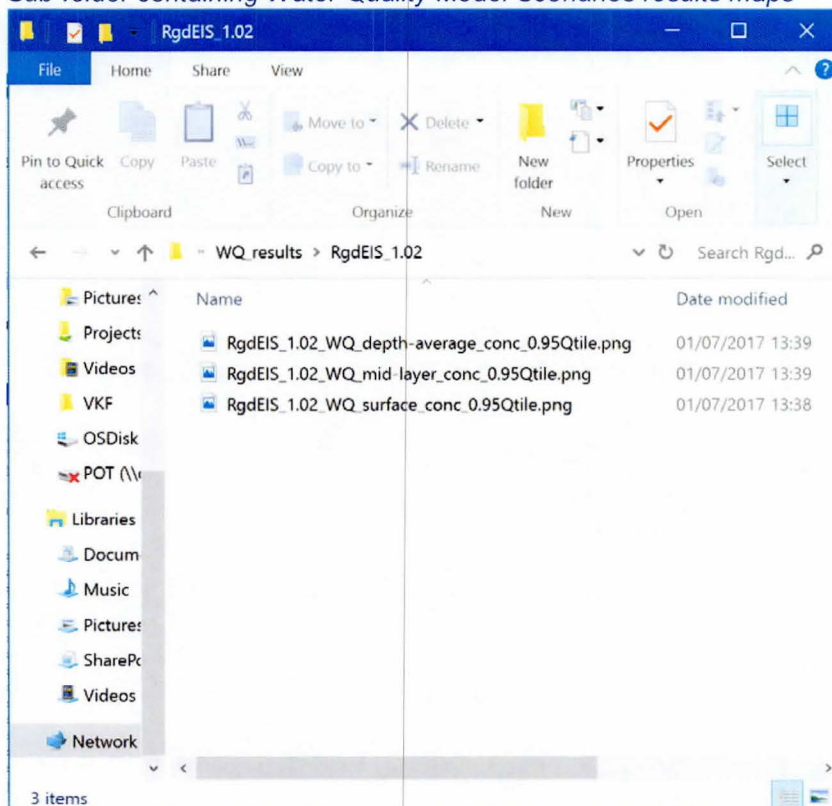 Sub-folder containing Water Quality Model Scenarios results maps
RgdEIS_1.02
File Home Share View
Move to Delete
Pin to Quick access Copy Paste Copy to Rename New folder Properties Select
Clipboard Organize New Open
WQ_results > RgdEIS_1.02 Search Rgd...
Pictures Name Date modified
Projects RgdEIS_1.02_WQ_depth-average_conc_0.95Qtile.png 01/07/2017 13:39
Videos RgdEIS_1.02_WQ_mid-layer_conc_0.95Qtile.png 01/07/2017 13:39
VKF RgdEIS_1.02_WQ_surface_conc_0.95Qtile.png 01/07/2017 13:38
OSDisk
POT (\\
Libraries
Docum
Music
Pictures
SharePo
Videos
Network
3 items